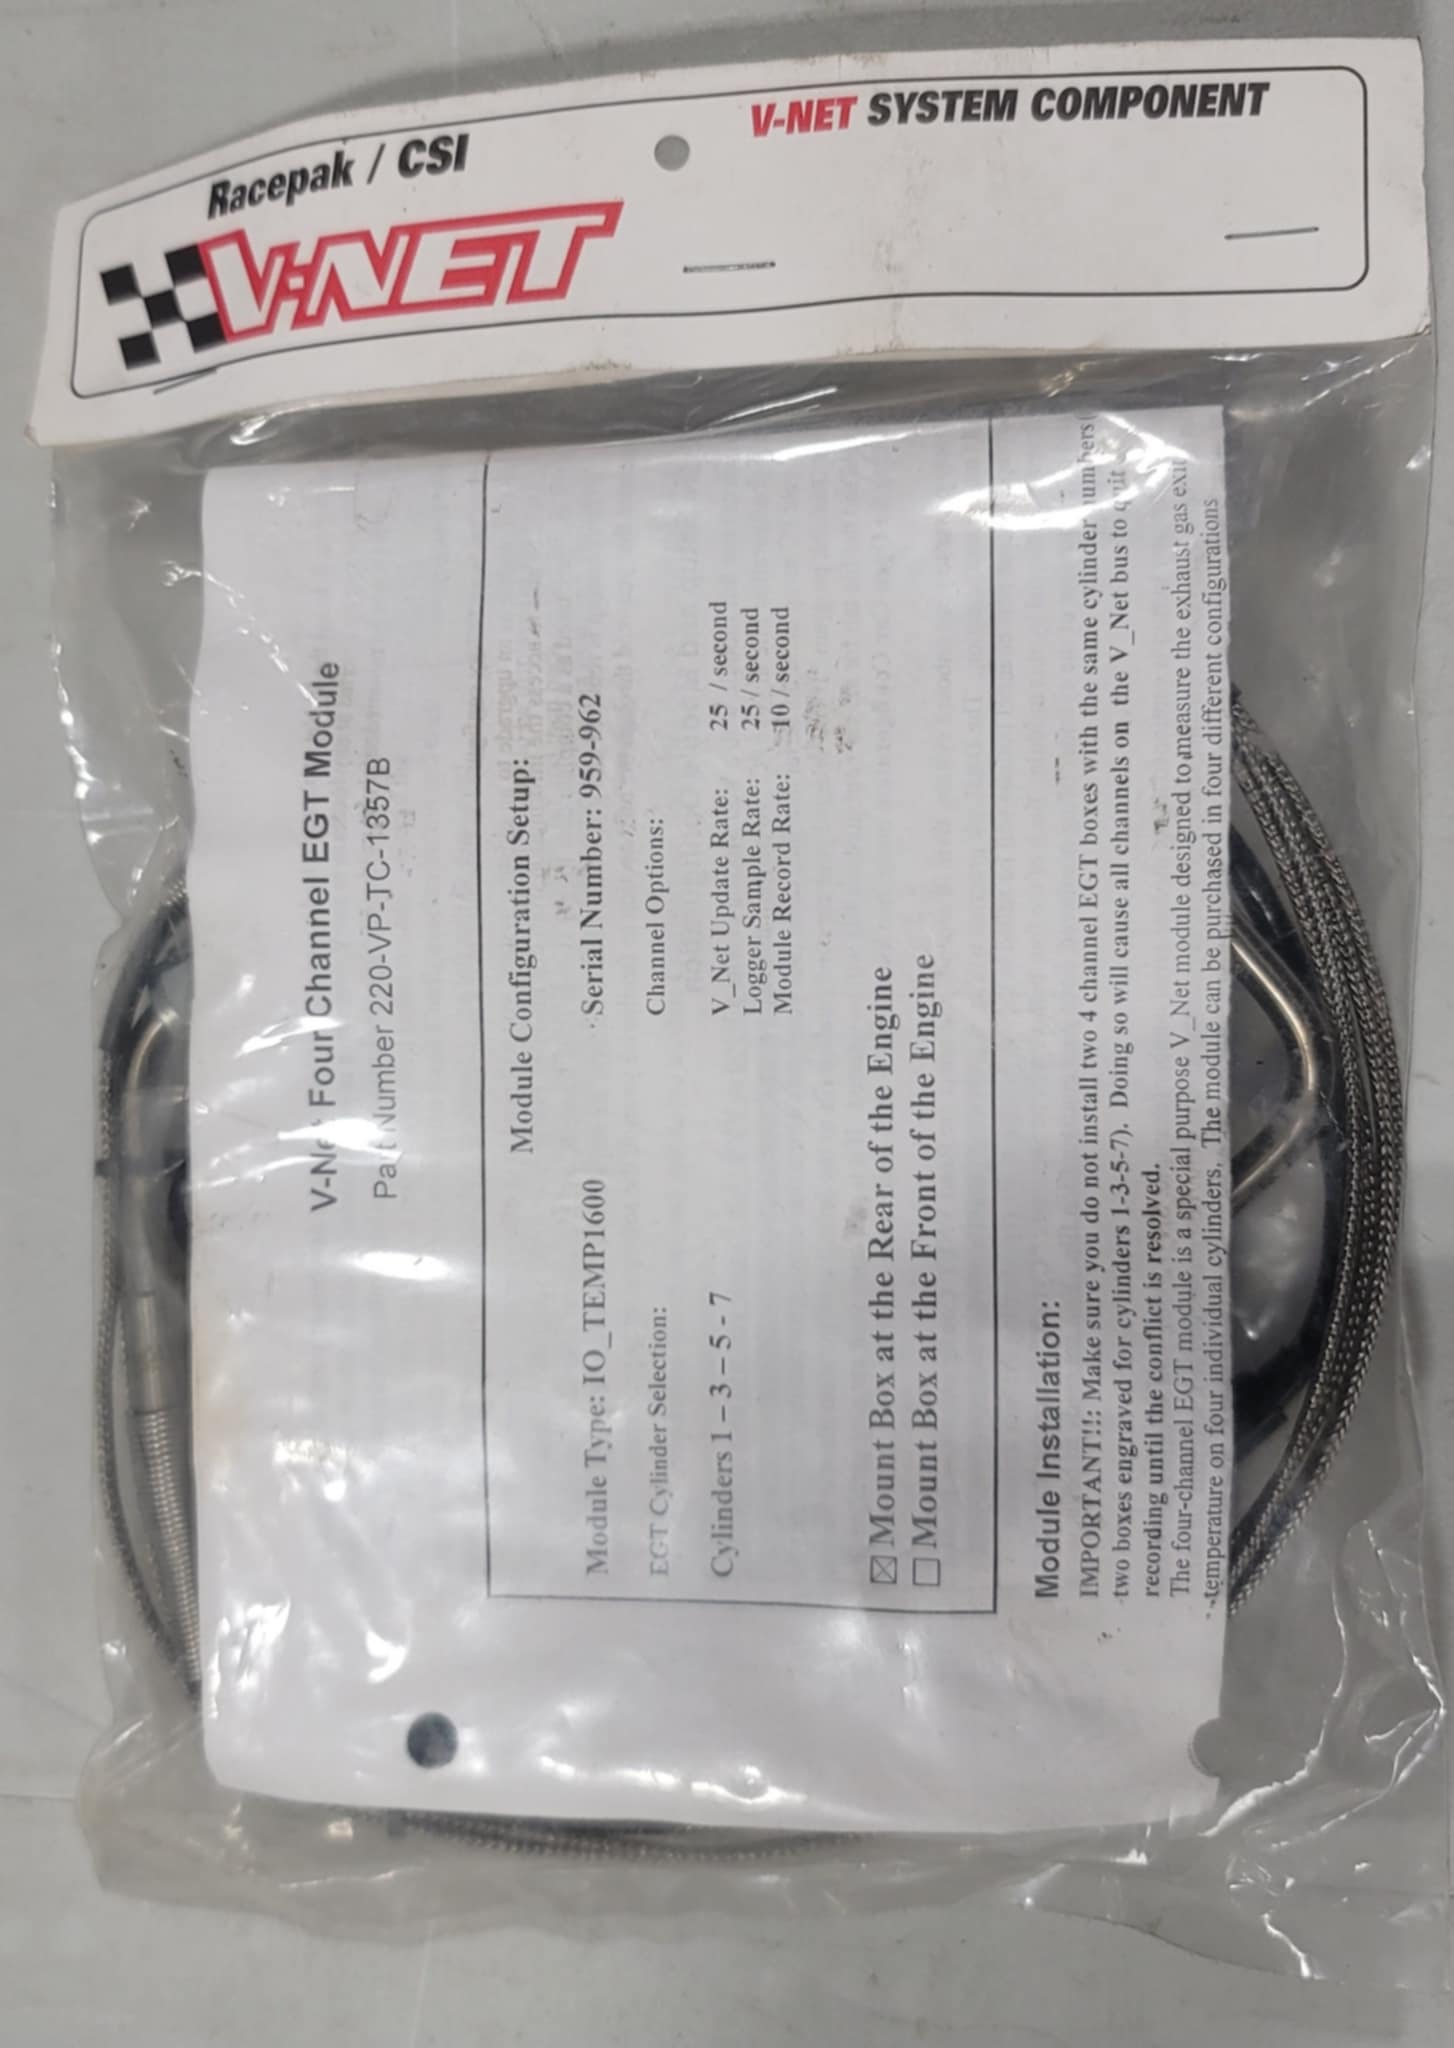 Racepak / CSI
V-NET
V-NET SYSTEM COMPONENT
V-Net Four Channel EGT Module
Part Number 220-VP-TC-1357B
Module Configuration Setup:
Module Type: IO_TEMP1600 Serial Number: 959-962
EGT Cylinder Selection: Channel Options:
Cylinders 1 – 3 – 5 - 7 V_Net Update Rate: 25 / second
Logger Sample Rate: 25 / second
Module Record Rate: 10 / second
☒ Mount Box at the Rear of the Engine
☐ Mount Box at the Front of the Engine
Module Installation:
IMPORTANT!!: Make sure you do not install two 4 channel EGT boxes with the same cylinder numbers
two boxes engraved for cylinders 1-3-5-7). Doing so will cause all channels on the V_Net bus to quit
recording until the conflict is resolved.
The four-channel EGT module is a special purpose V_Net module designed to measure the exhaust gas exit
temperature on four individual cylinders. The module can be purchased in four different configurations